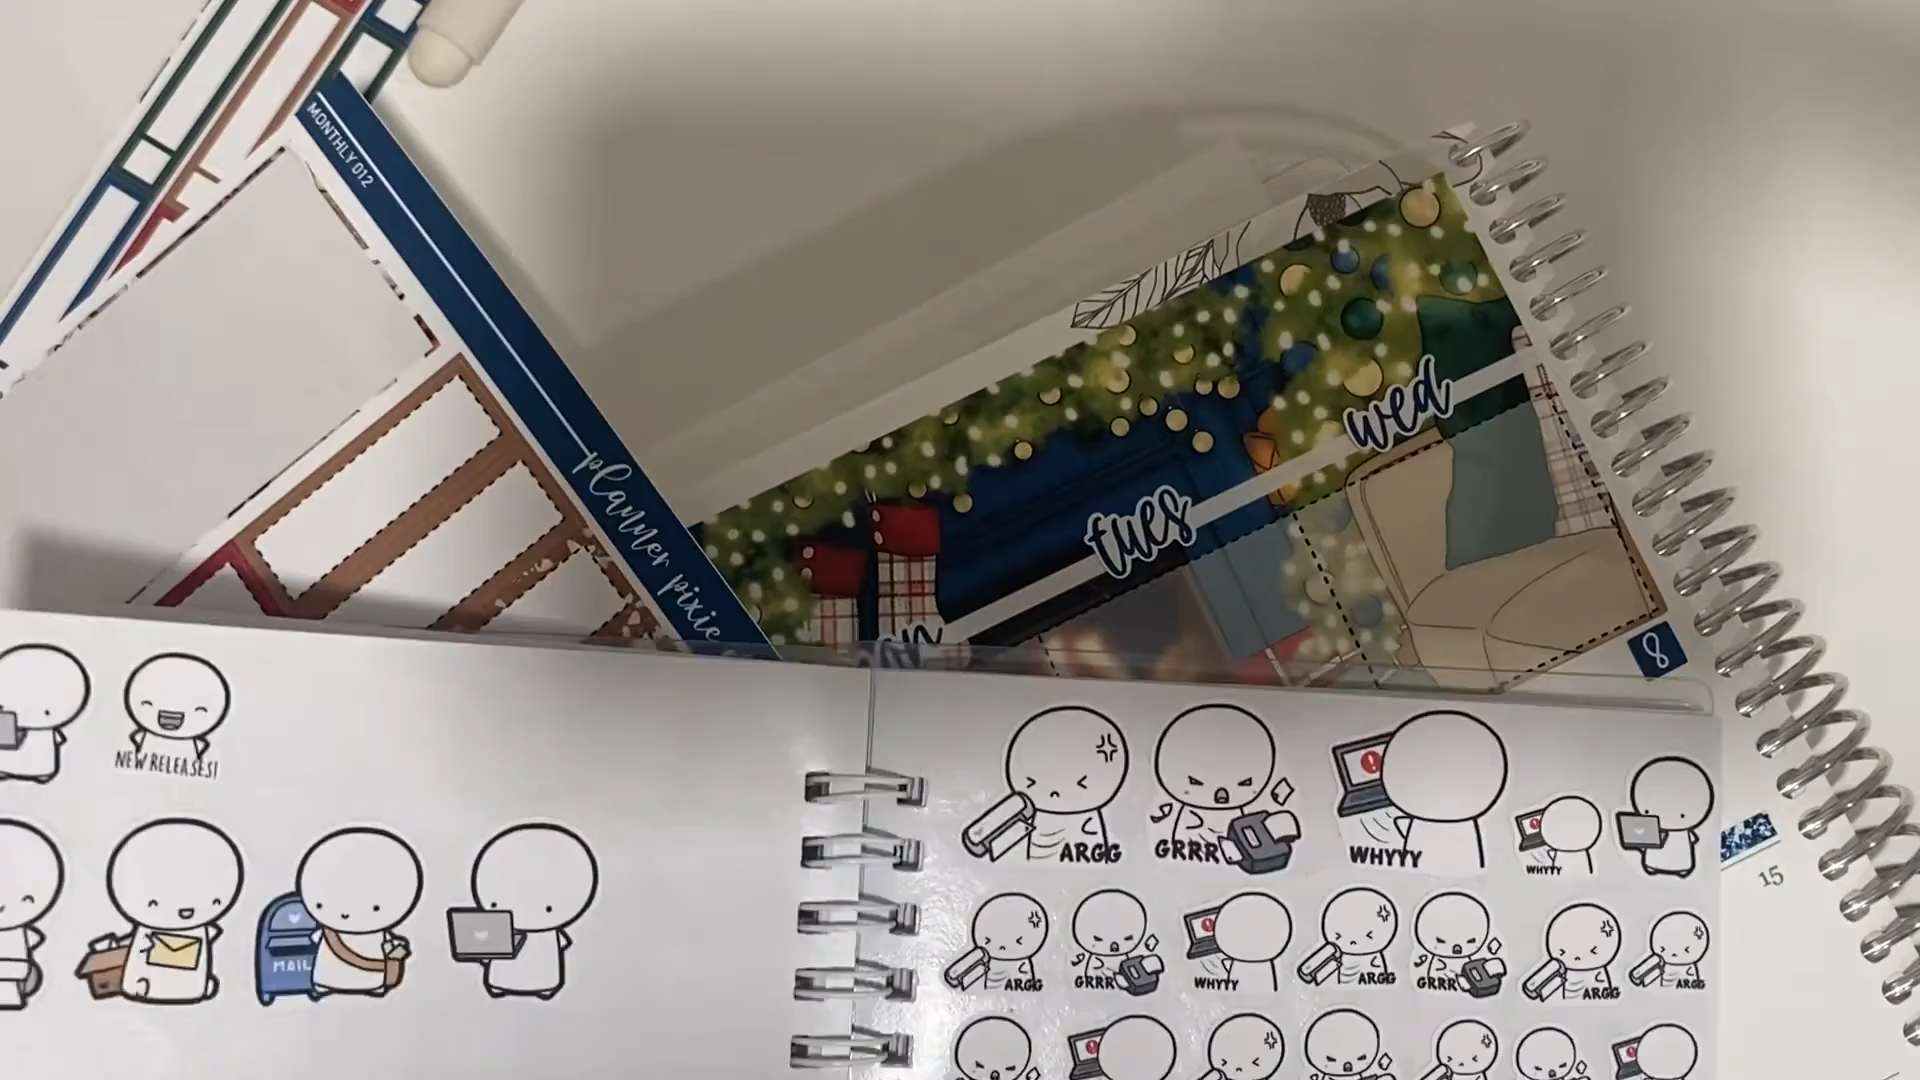 MONTHLY 012
planner pixie
wed
tues
8
NEW RELEASES!
MAIL
ARGG
GRRR
WHYYY
WHYYY
15
ARGG
GRRR
WHYYY
ARGG
GRRR
ARGG
ARGG